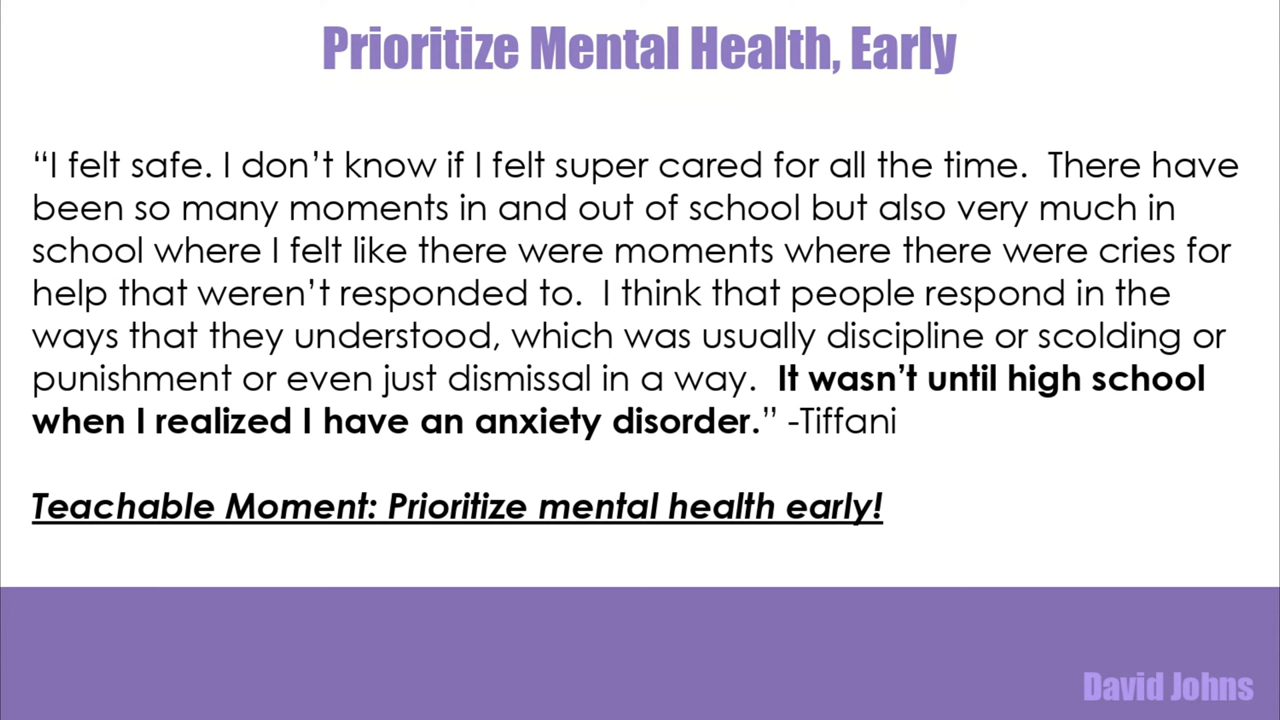 Prioritize Mental Health, Early
“I felt safe. I don’t know if I felt super cared for all the time.  There have
been so many moments in and out of school but also very much in
school where I felt like there were moments where there were cries for
help that weren’t responded to.  I think that people respond in the
ways that they understood, which was usually discipline or scolding or
punishment or even just dismissal in a way.  It wasn’t until high school
when I realized I have an anxiety disorder.” -Tiffani
Teachable Moment: Prioritize mental health early!
David Johns